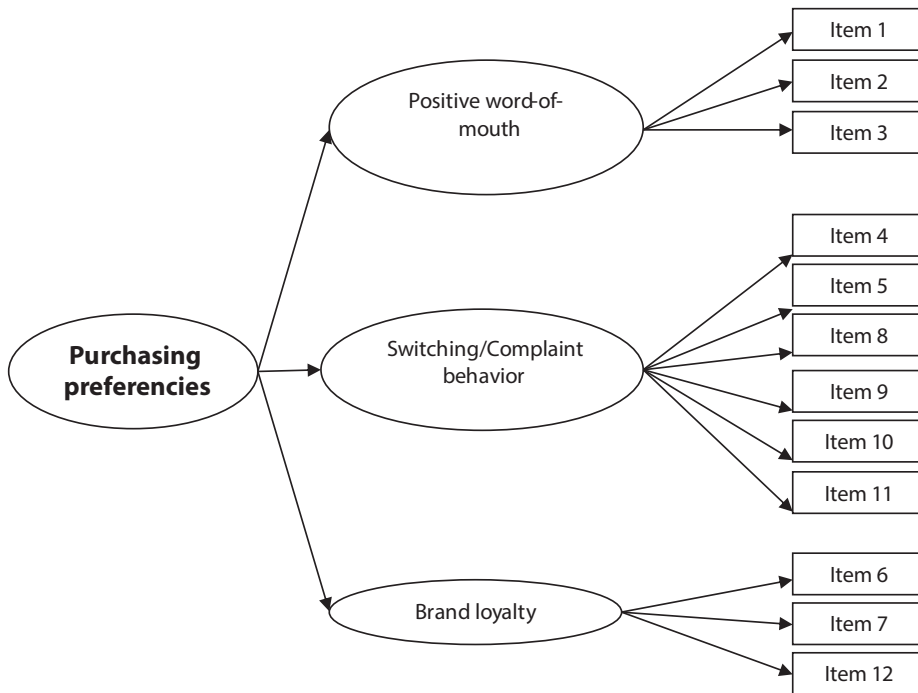 Purchasing
preferencies
Positive word-of-
mouth
Item 1
Item 2
Item 3
Switching/Complaint
behavior
Item 4
Item 5
Item 8
Item 9
Item 10
Item 11
Brand loyalty
Item 6
Item 7
Item 12